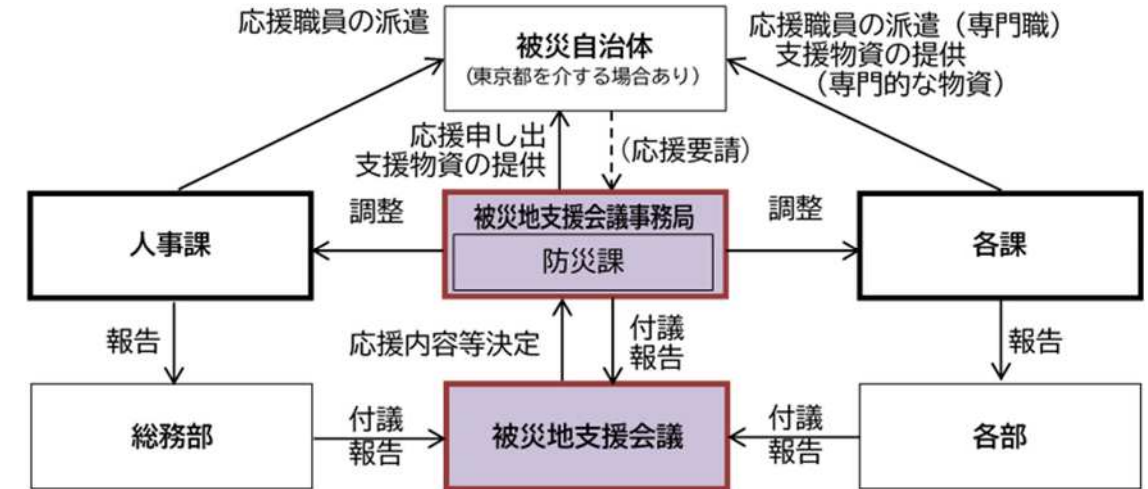 応援職員の派遣
被災自治体
(東京都を介する場合あり)
応援職員の派遣（専門職）
支援物資の提供
（専門的な物資）
応援申し出
支援物資の提供
（応援要請）
人事課
調整
被災地支援会議事務局
防災課
調整
各課
報告
応援内容等決定
付議
報告
報告
総務部
付議
報告
被災地支援会議
付議
報告
各部